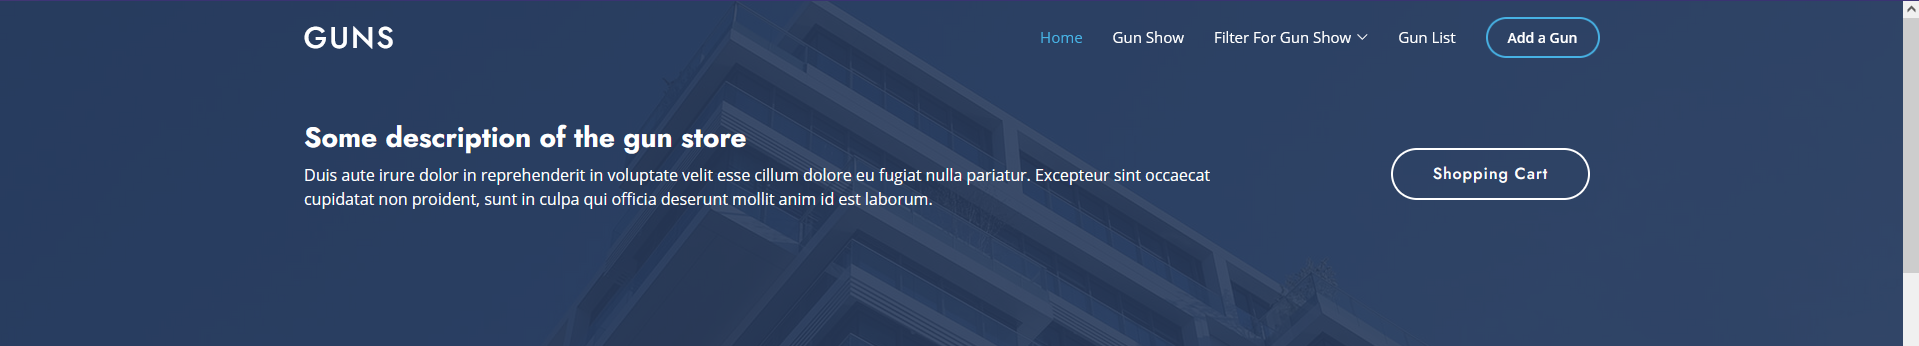 GUNS
Home
Gun Show
Filter For Gun Show
Gun List
Add a Gun
Some description of the gun store
Duis aute irure dolor in reprehenderit in voluptate velit esse cillum dolore eu fugiat nulla pariatur. Excepteur sint occaecat
cupidatat non proident, sunt in culpa qui officia deserunt mollit anim id est laborum.
Shopping Cart